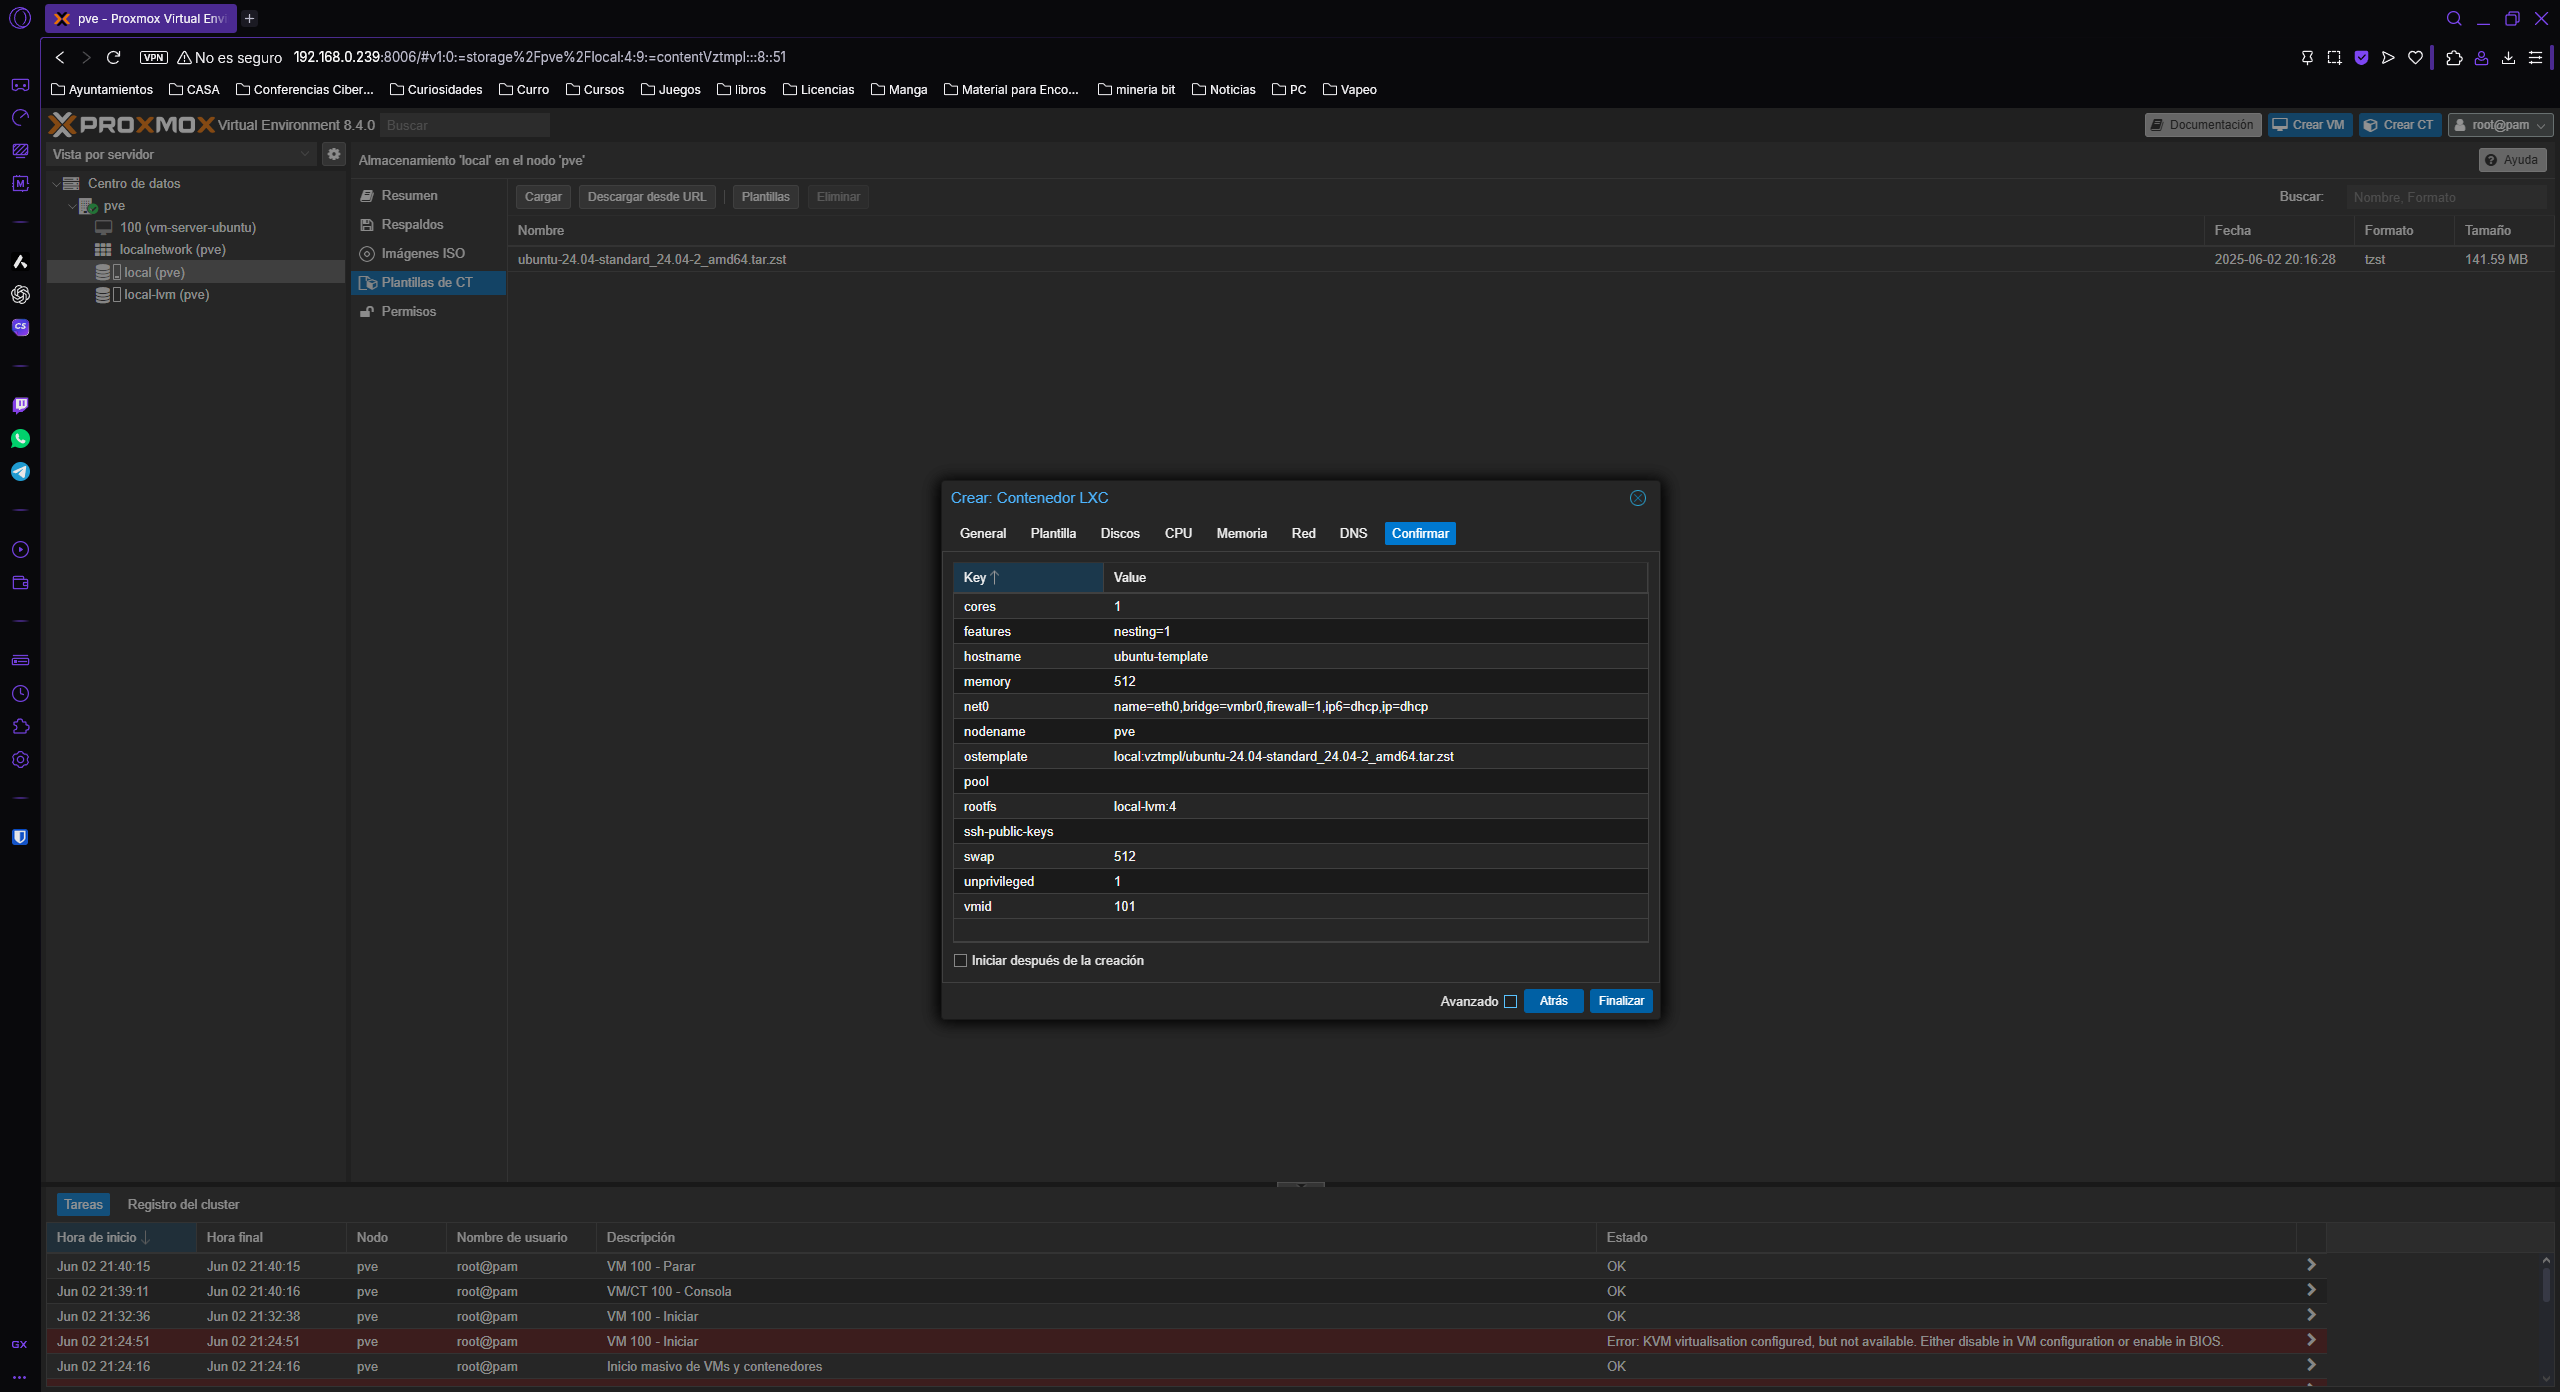 pve - Proxmox Virtual Envi
VPN No es seguro 192.168.0.239:8006/#v1:0:=storage%2Fpve%2Flocal:4:9:=contentVztmpl:::8::51
Ayuntamientos CASA Conferencias Ciber... Curiosidades Curro Cursos Juegos libros Licencias Manga Material para Enco... mineria bit Noticias PC Vapeo
PROXMOX Virtual Environment 8.4.0 Buscar Documentación Crear VM Crear CT root@pam
Vista por servidor
Almacenamiento 'local' en el nodo 'pve' Ayuda
Centro de datos
pve
100 (vm-server-ubuntu)
localnetwork (pve)
local (pve)
local-lvm (pve)
Resumen
Respaldos
Imágenes ISO
Plantillas de CT
Permisos
Cargar Descargar desde URL Plantillas Eliminar Buscar: Nombre, Formato
Nombre Fecha Formato Tamaño
ubuntu-24.04-standard_24.04-2_amd64.tar.zst 2025-06-02 20:16:28 tzst 141.59 MB
Crear: Contenedor LXC
General Plantilla Discos CPU Memoria Red DNS Confirmar
Key Value
cores 1
features nesting=1
hostname ubuntu-template
memory 512
net0 name=eth0,bridge=vmbr0,firewall=1,ip6=dhcp,ip=dhcp
nodename pve
ostemplate local:vztmpl/ubuntu-24.04-standard_24.04-2_amd64.tar.zst
pool
rootfs local-lvm:4
ssh-public-keys
swap 512
unprivileged 1
vmid 101
Iniciar después de la creación
Avanzado Atrás Finalizar
Tareas Registro del cluster
Hora de inicio Hora final Nodo Nombre de usuario Descripción Estado
Jun 02 21:40:15 Jun 02 21:40:15 pve root@pam VM 100 - Parar OK
Jun 02 21:39:11 Jun 02 21:40:16 pve root@pam VM/CT 100 - Consola OK
Jun 02 21:32:36 Jun 02 21:32:38 pve root@pam VM 100 - Iniciar OK
Jun 02 21:24:51 Jun 02 21:24:51 pve root@pam VM 100 - Iniciar Error: KVM virtualisation configured, but not available. Either disable in VM configuration or enable in BIOS.
Jun 02 21:24:16 Jun 02 21:24:16 pve root@pam Inicio masivo de VMs y contenedores OK
M
CS
GX